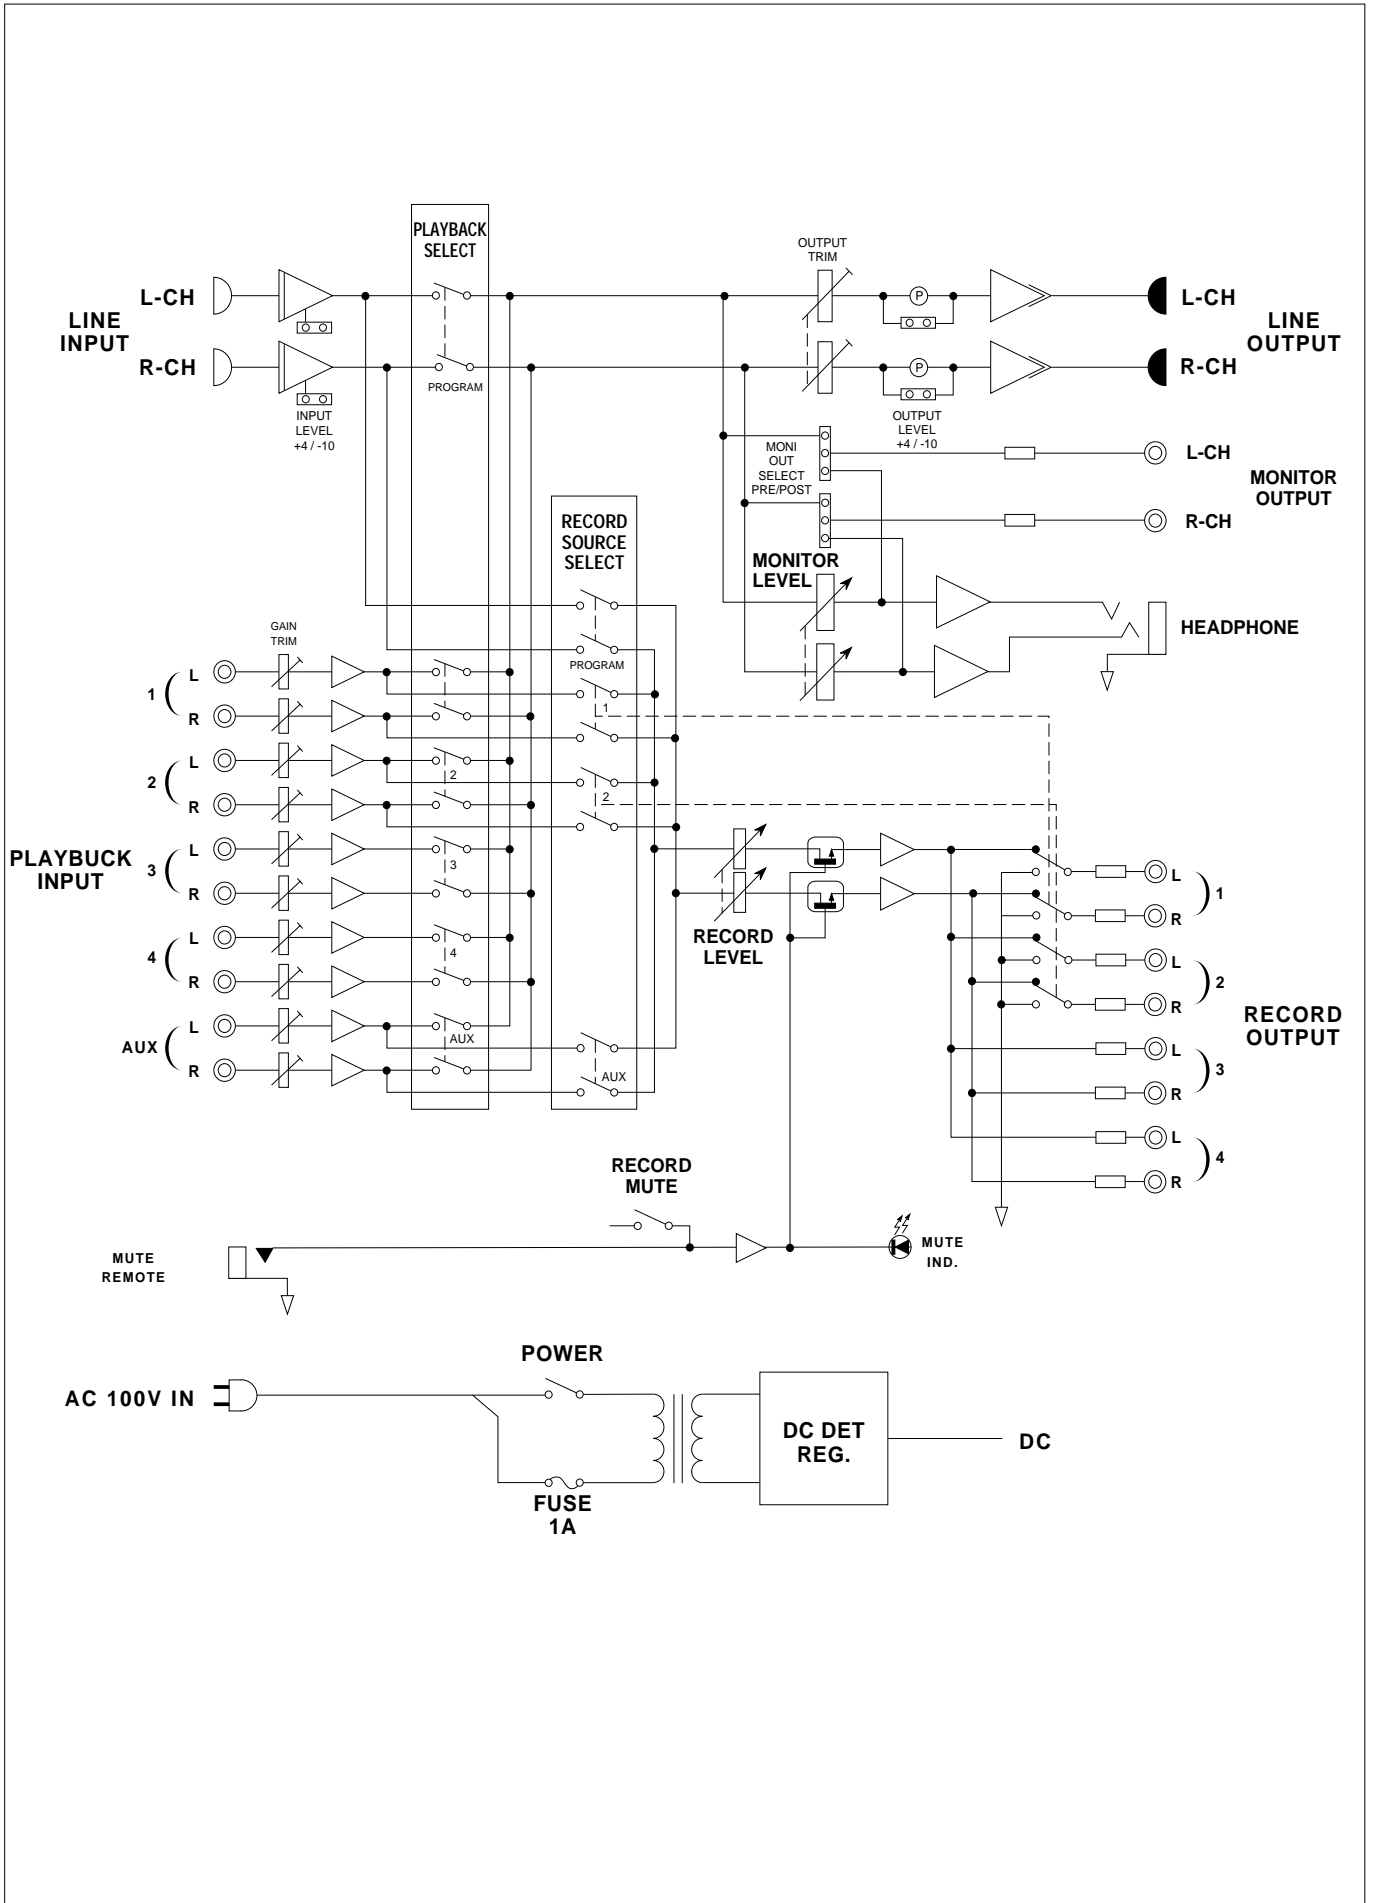 PLAYBACK
SELECT
OUTPUT
TRIM
L-CH
P
L-CH
LINE
INPUT
LINE
OUTPUT
R-CH
PROGRAM
P
R-CH
INPUT
LEVEL
+4 / -10
OUTPUT
LEVEL
+4 / -10
MONI
OUT
SELECT
PRE/POST
L-CH
MONITOR
OUTPUT
R-CH
RECORD
SOURCE
SELECT
MONITOR
LEVEL
HEADPHONE
GAIN
TRIM
PROGRAM
1
L
R
1
2
L
R
2
2
PLAYBUCK
INPUT
3
L
R
3
4
L
R
4
AUX
L
R
AUX
AUX
RECORD
LEVEL
L
R
1
L
R
2
RECORD
OUTPUT
L
R
3
L
R
4
RECORD
MUTE
MUTE
REMOTE
MUTE
IND.
POWER
AC 100V IN
DC DET
REG.
DC
FUSE
1A